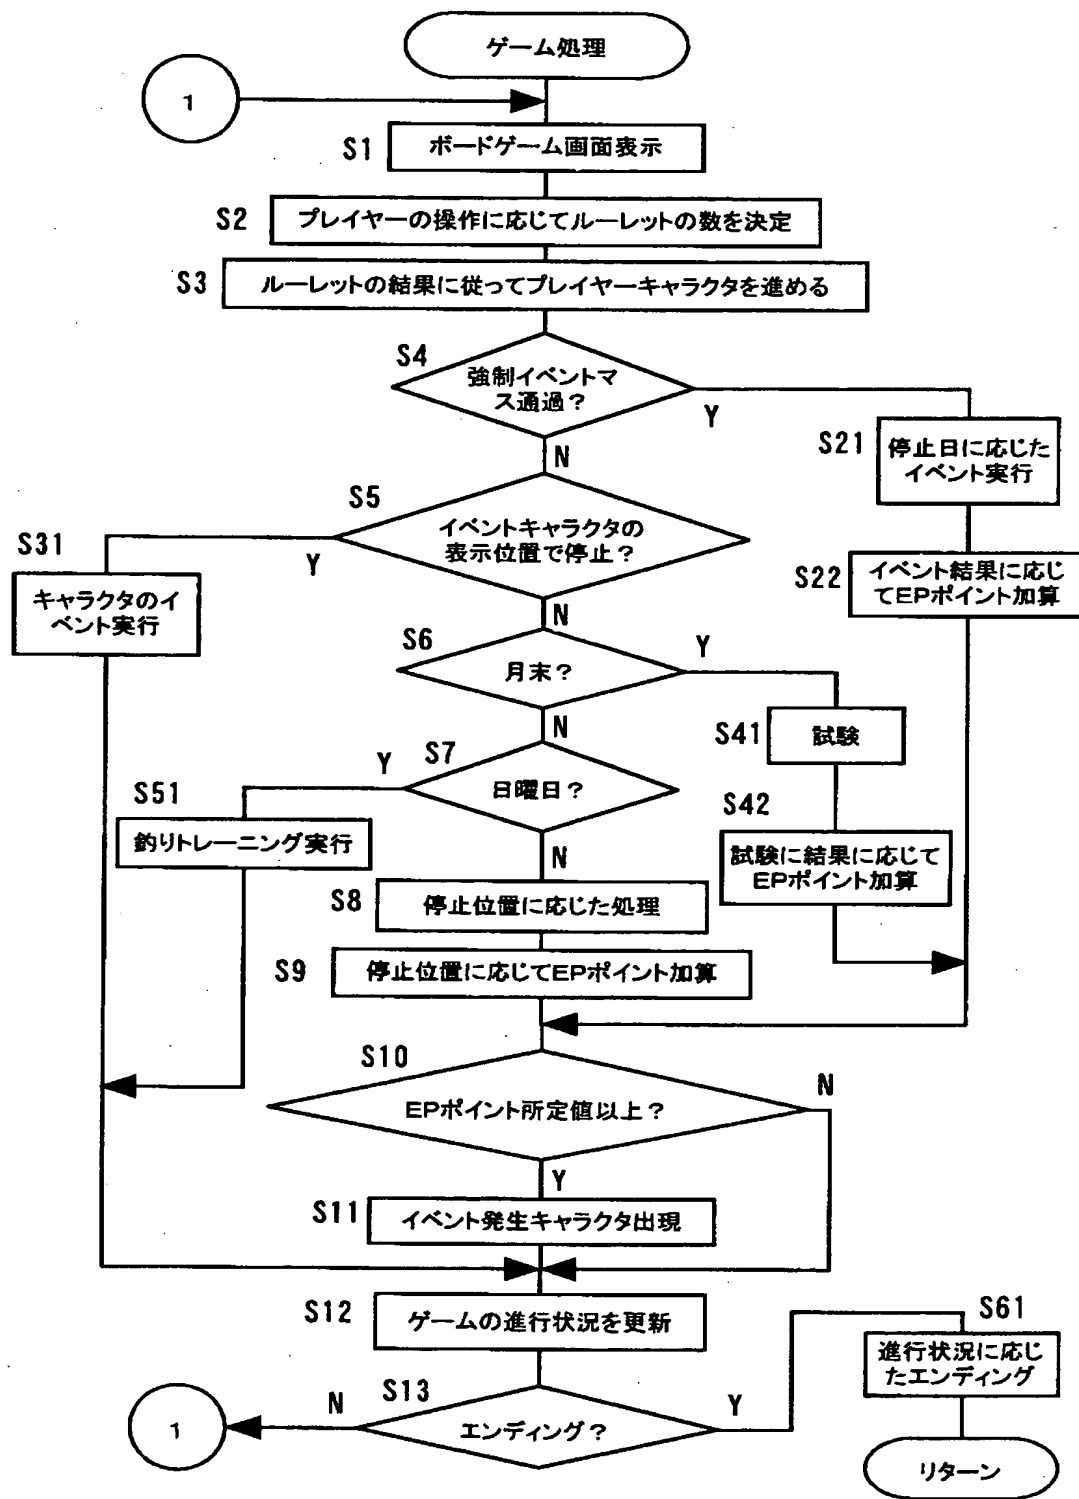 ゲーム処理
1
S1
ボードゲーム画面表示
S2
プレイヤーの操作に応じてルーレットの数を決定
S3
ルーレットの結果に従ってプレイヤーキャラクタを進める
S4
強制イベントマ
ス通過?
Y
N
S21
停止日に応じた
イベント実行
S22
イベント結果に応じ
てEPポイント加算
S5
イベントキャラクタの
表示位置で停止?
Y
N
S31
キャラクタのイ
ベント実行
S6
月末?
Y
N
S41
試験
S42
試験に結果に応じて
EPポイント加算
S7
日曜日?
Y
N
S51
釣りトレーニング実行
S8
停止位置に応じた処理
S9
停止位置に応じてEPポイント加算
S10
EPポイント所定値以上?
N
Y
S11
イベント発生キャラクタ出現
S12
ゲームの進行状況を更新
S13
エンディング?
N
Y
1
S61
進行状況に応じ
たエンディング
リターン